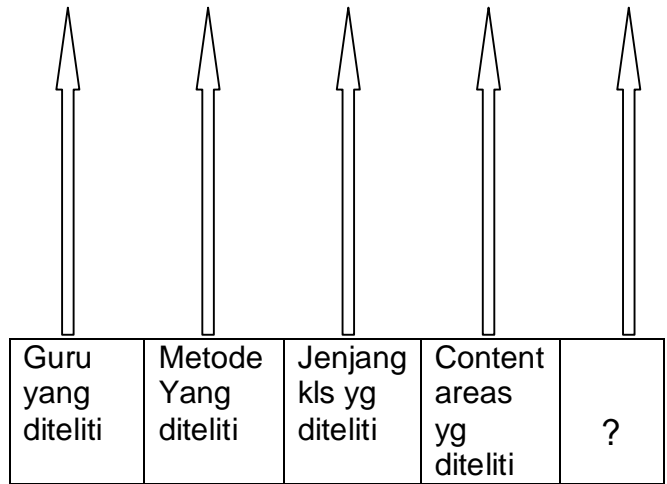 Guru
yang
diteliti
Metode
Yang
diteliti
Jenjang
kls yg
diteliti
Content
areas
yg
diteliti
?